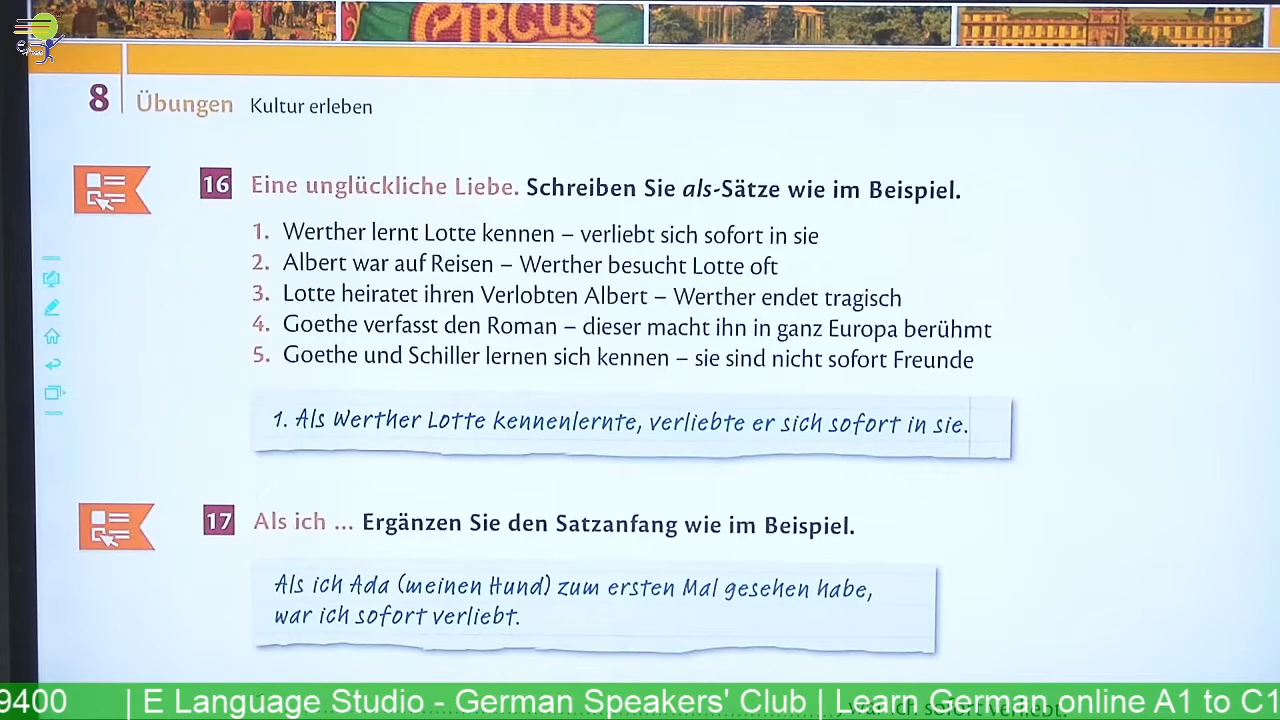 CIRCUS
8 Übungen Kultur erleben
16 Eine unglückliche Liebe. Schreiben Sie als-Sätze wie im Beispiel.
1. Werther lernt Lotte kennen – verliebt sich sofort in sie
2. Albert war auf Reisen – Werther besucht Lotte oft
3. Lotte heiratet ihren Verlobten Albert – Werther endet tragisch
4. Goethe verfasst den Roman – dieser macht ihn in ganz Europa berühmt
5. Goethe und Schiller lernen sich kennen – sie sind nicht sofort Freunde
1. Als Werther Lotte kennenlernte, verliebte er sich sofort in sie.
17 Als ich ... Ergänzen Sie den Satzanfang wie im Beispiel.
Als ich Ada (meinen Hund) zum ersten Mal gesehen habe,
war ich sofort verliebt.
9400 | E Language Studio - German Speakers' Club | Learn German online A1 to C1